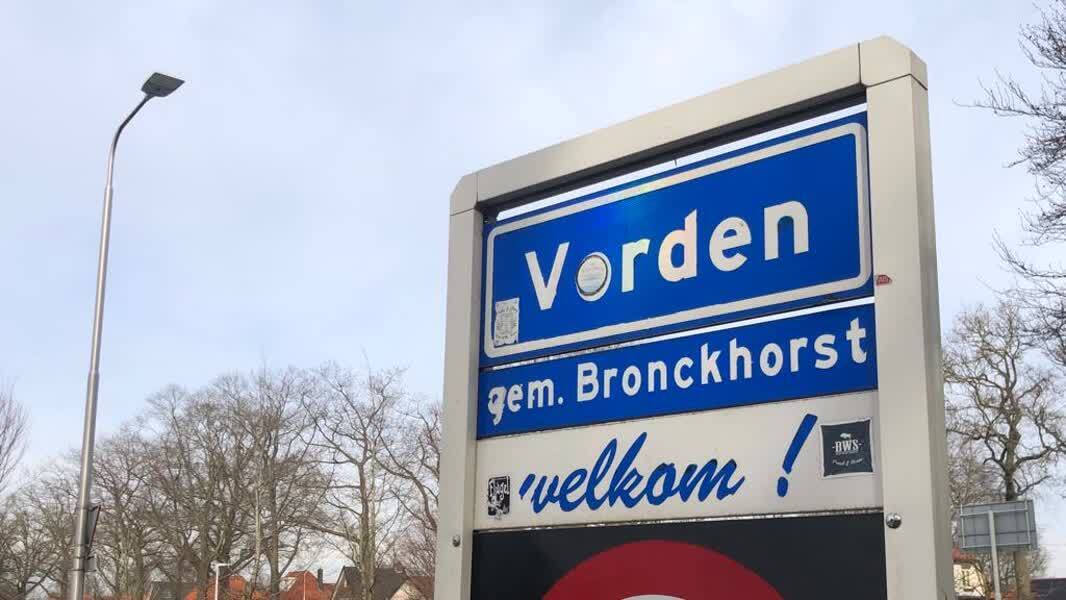 Vorden
gem. Bronckhorst
welkom !
BWS